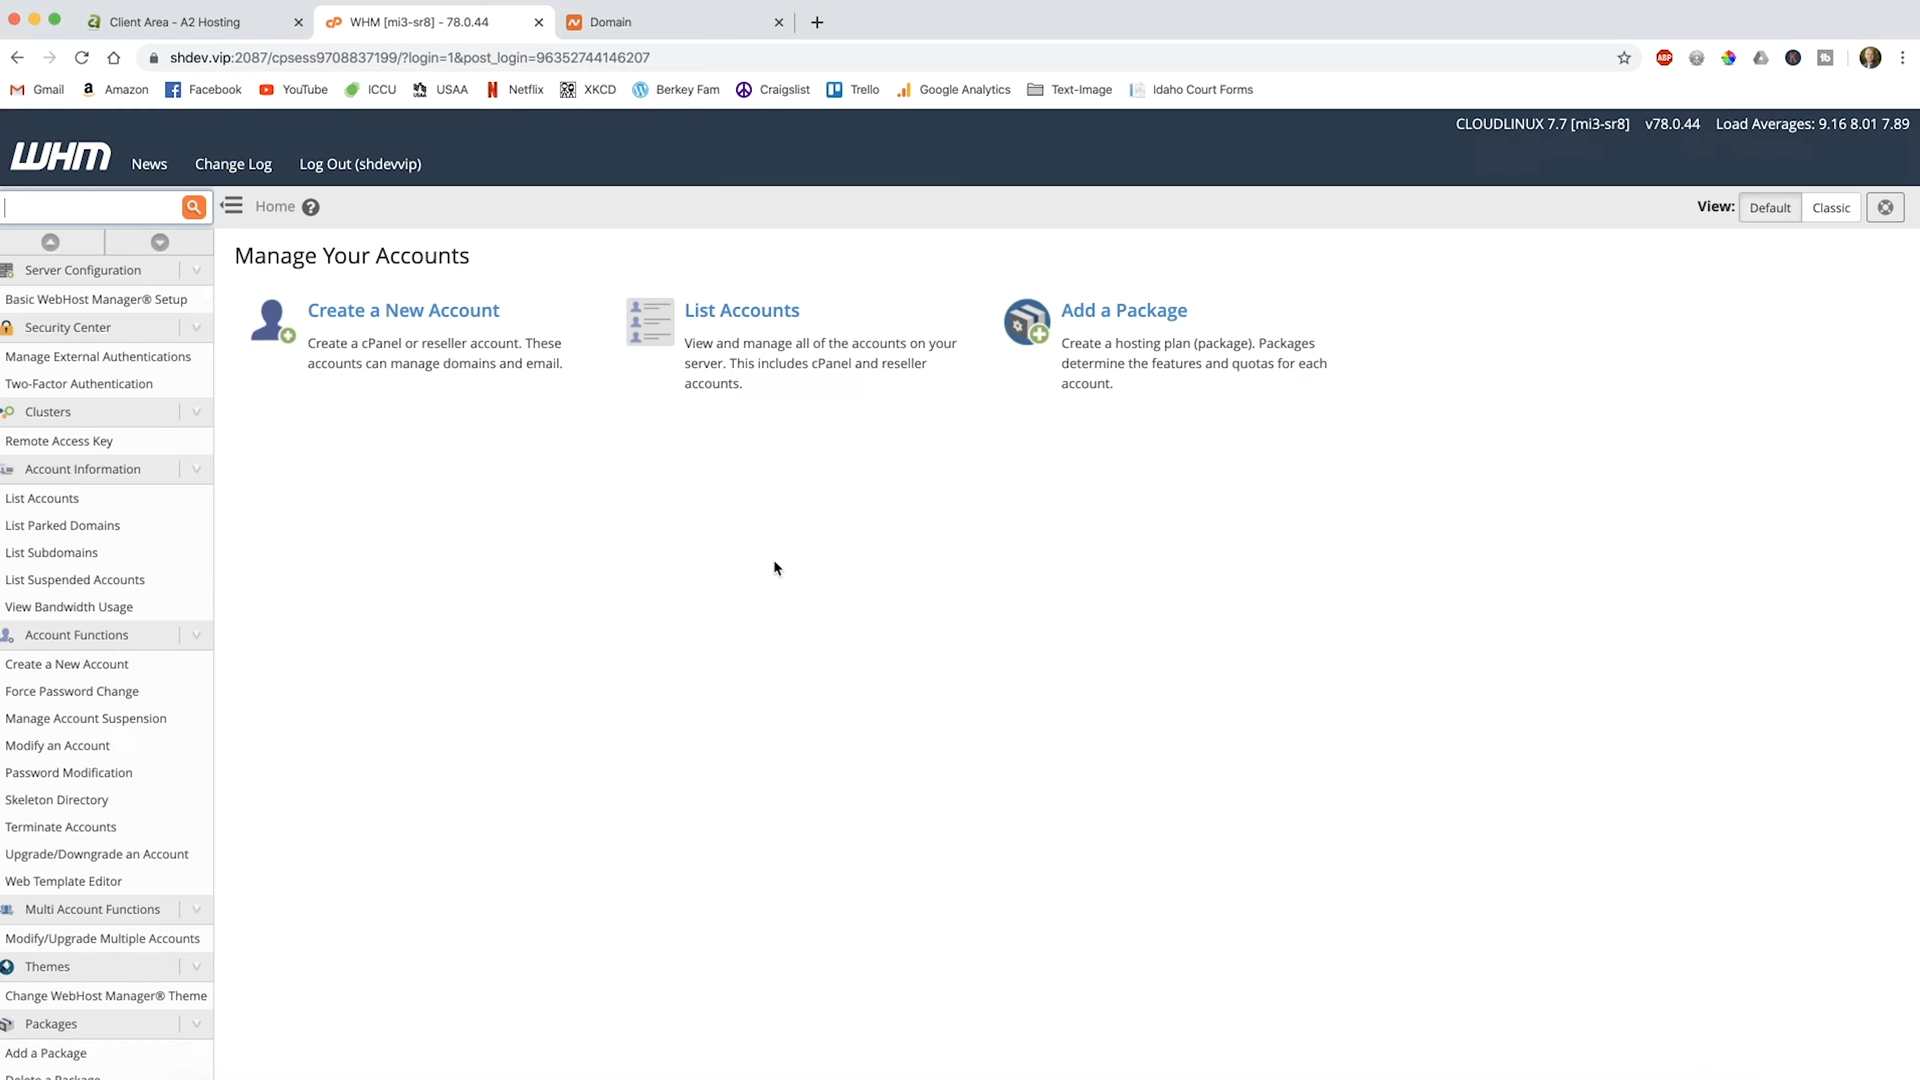 Client Area - A2 Hosting
WHM [mi3-sr8] - 78.0.44
Domain
shdev.vip:2087/cpsess9708837199/?login=1&post_login=96352744146207
ABP
Gmail
Amazon
Facebook
YouTube
ICCU
USAA
Netflix
XKCD
Berkey Fam
Craigslist
Trello
Google Analytics
Text-Image
Idaho Court Forms
CLOUDLINUX 7.7 [mi3-sr8] v78.0.44 Load Averages: 9.16 8.01 7.89
WHM
News
Change Log
Log Out (shdevvip)
Home
View:
Default
Classic
Server Configuration
Basic WebHost Manager® Setup
Security Center
Manage External Authentications
Two-Factor Authentication
Clusters
Remote Access Key
Account Information
List Accounts
List Parked Domains
List Subdomains
List Suspended Accounts
View Bandwidth Usage
Account Functions
Create a New Account
Force Password Change
Manage Account Suspension
Modify an Account
Password Modification
Skeleton Directory
Terminate Accounts
Upgrade/Downgrade an Account
Web Template Editor
Multi Account Functions
Modify/Upgrade Multiple Accounts
Themes
Change WebHost Manager® Theme
Packages
Add a Package
Delete a Package
Manage Your Accounts
Create a New Account
Create a cPanel or reseller account. These
accounts can manage domains and email.
List Accounts
View and manage all of the accounts on your
server. This includes cPanel and reseller
accounts.
Add a Package
Create a hosting plan (package). Packages
determine the features and quotas for each
account.